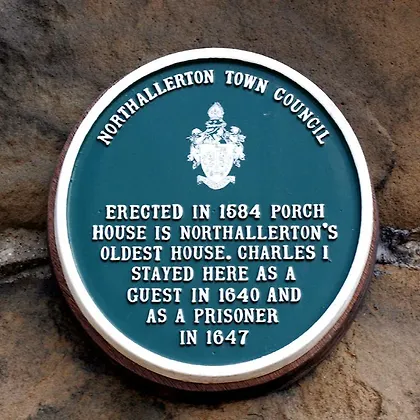 NORTHALLERTON TOWN COUNCIL
ERECTED IN 1584 PORCH
HOUSE IS NORTHALLERTON'S
OLDEST HOUSE. CHARLES I
STAYED HERE AS A
GUEST IN 1640 AND
AS A PRISONER
IN 1647